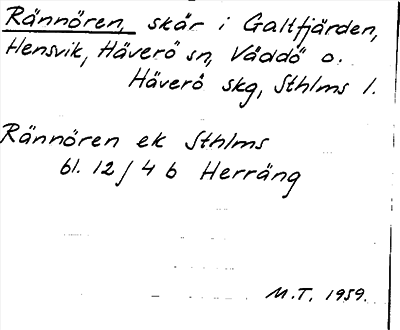 Rännören, skär i Galtfjärden,
Hensvik, Häverö sn, Väddö o.
Häverö skg, Sthlms l.
Rännören ek Sthlms
bl. 12/4 b Herräng
M.T. 1959.